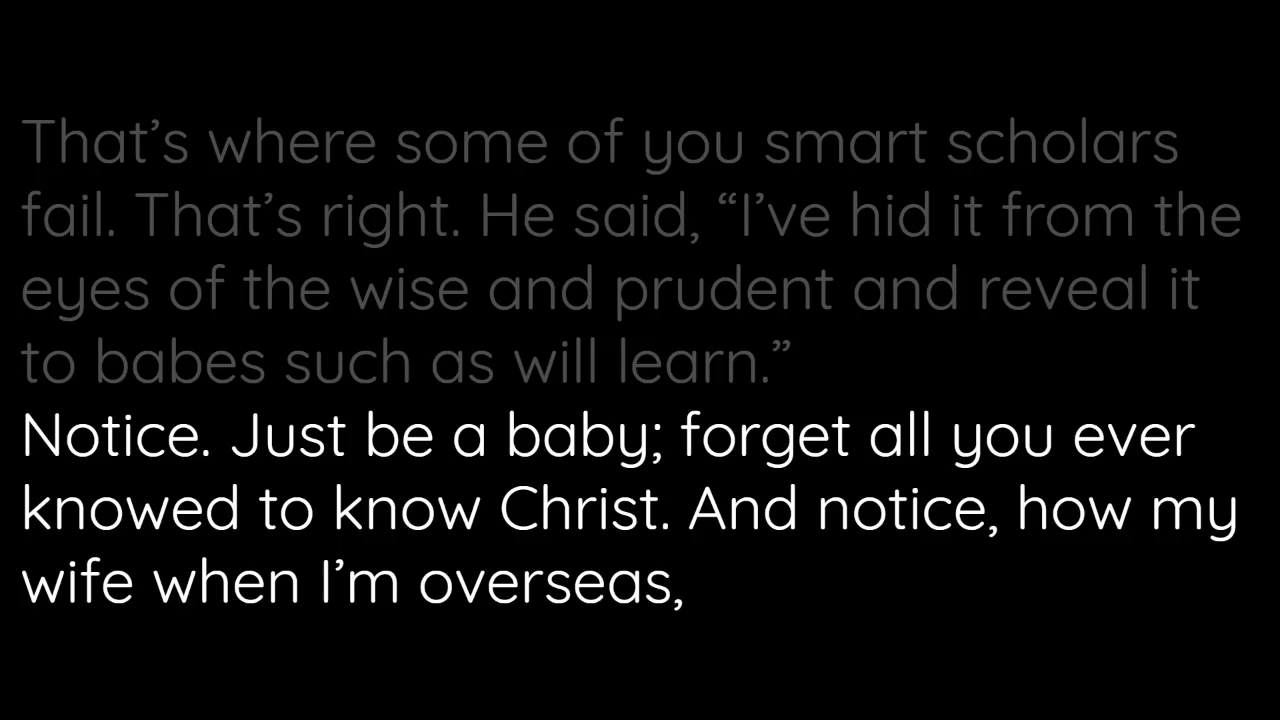 That’s where some of you smart scholars
fail. That’s right. He said, “I’ve hid it from the
eyes of the wise and prudent and reveal it
to babes such as will learn.”
Notice. Just be a baby; forget all you ever
knowed to know Christ. And notice, how my
wife when I’m overseas,